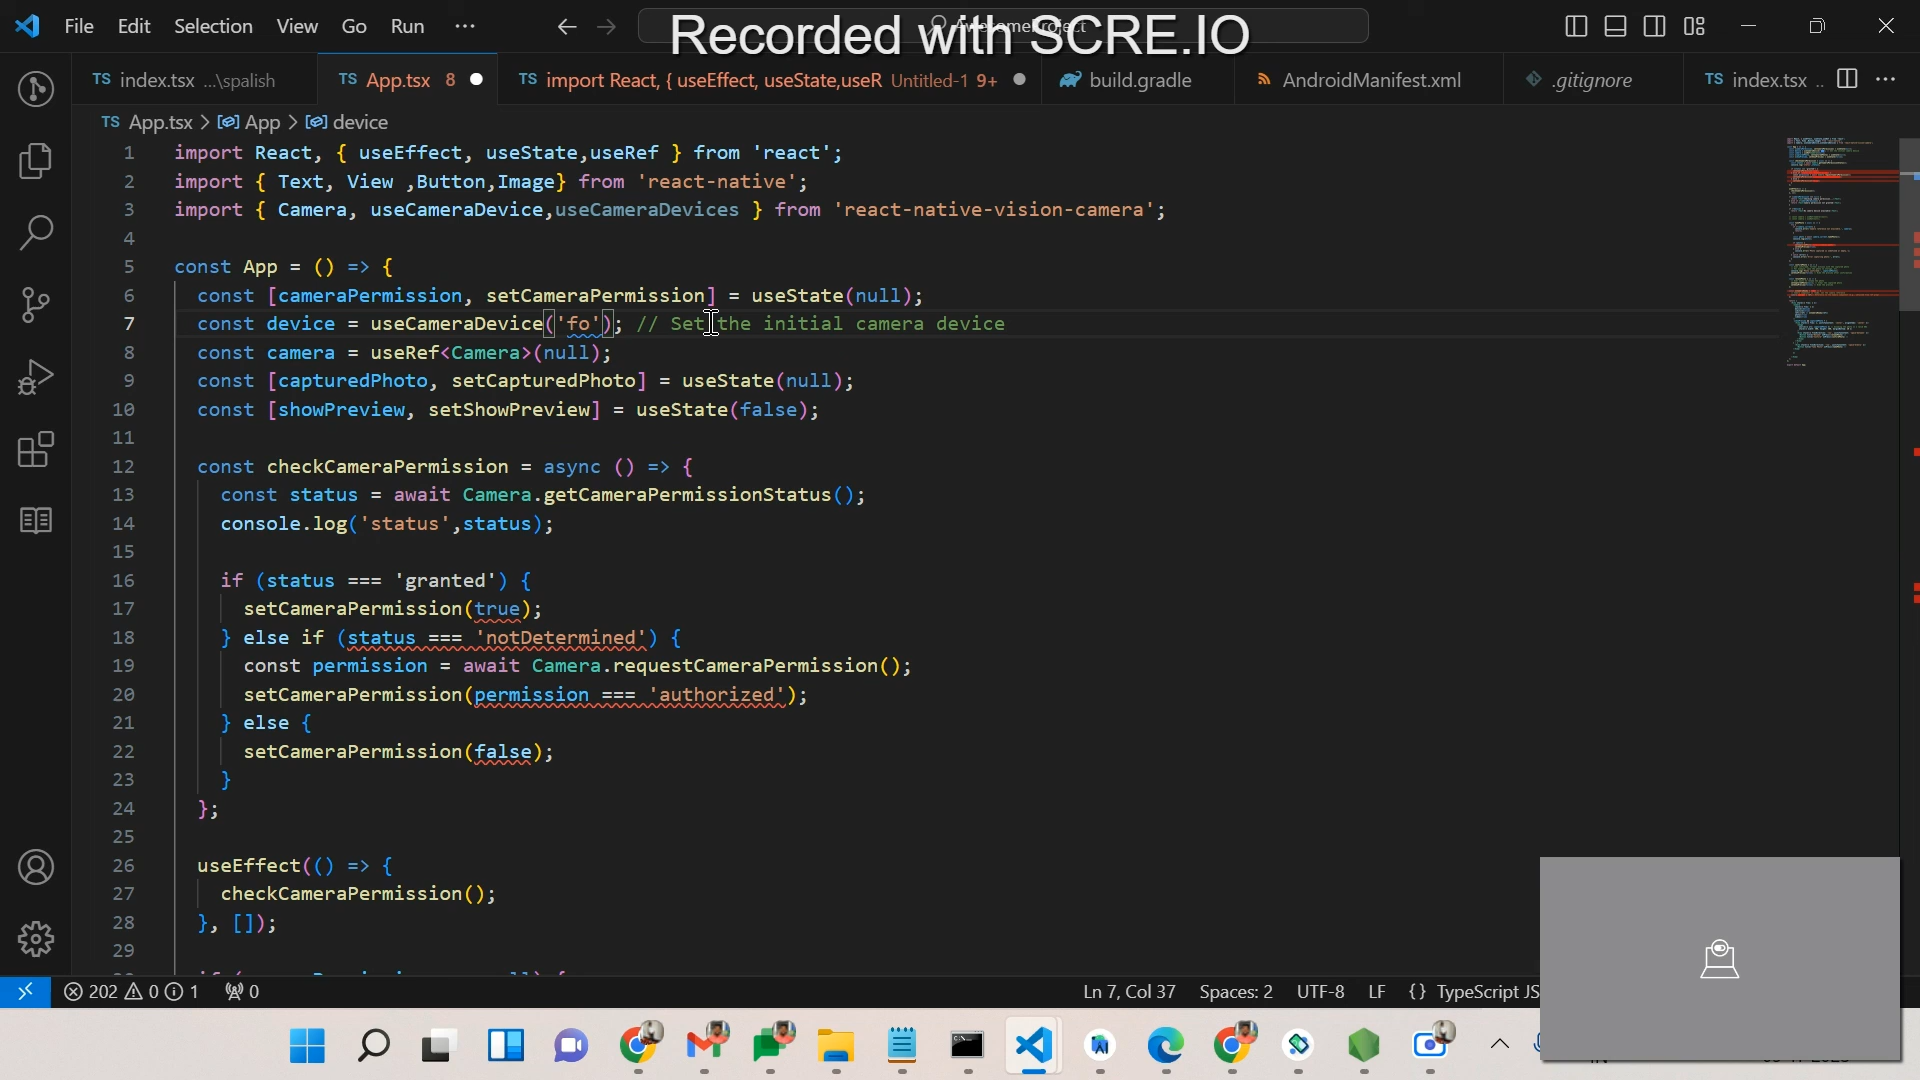 File Edit Selection View Go Run ···
Recorded with SCRE.IO
TS index.tsx ...\spalish
TS App.tsx 8
TS import React, { useEffect, useState,useR Untitled-1 9+
build.gradle
AndroidManifest.xml
.gitignore
TS index.tsx ..
TS App.tsx > App > device
1 import React, { useEffect, useState,useRef } from 'react';
2 import { Text, View ,Button,Image} from 'react-native';
3 import { Camera, useCameraDevice,useCameraDevices } from 'react-native-vision-camera';
4
5 const App = () => {
6 const [cameraPermission, setCameraPermission] = useState(null);
7 const device = useCameraDevice('fo'); // Set the initial camera device
8 const camera = useRef<Camera>(null);
9 const [capturedPhoto, setCapturedPhoto] = useState(null);
10 const [showPreview, setShowPreview] = useState(false);
11
12 const checkCameraPermission = async () => {
13 const status = await Camera.getCameraPermissionStatus();
14 console.log('status',status);
15
16 if (status === 'granted') {
17 setCameraPermission(true);
18 } else if (status === 'notDetermined') {
19 const permission = await Camera.requestCameraPermission();
20 setCameraPermission(permission === 'authorized');
21 } else {
22 setCameraPermission(false);
23 }
24 };
25
26 useEffect(() => {
27 checkCameraPermission();
28 }, []);
29
202 0 1 0
Ln 7, Col 37 Spaces: 2 UTF-8 LF {} TypeScript JS